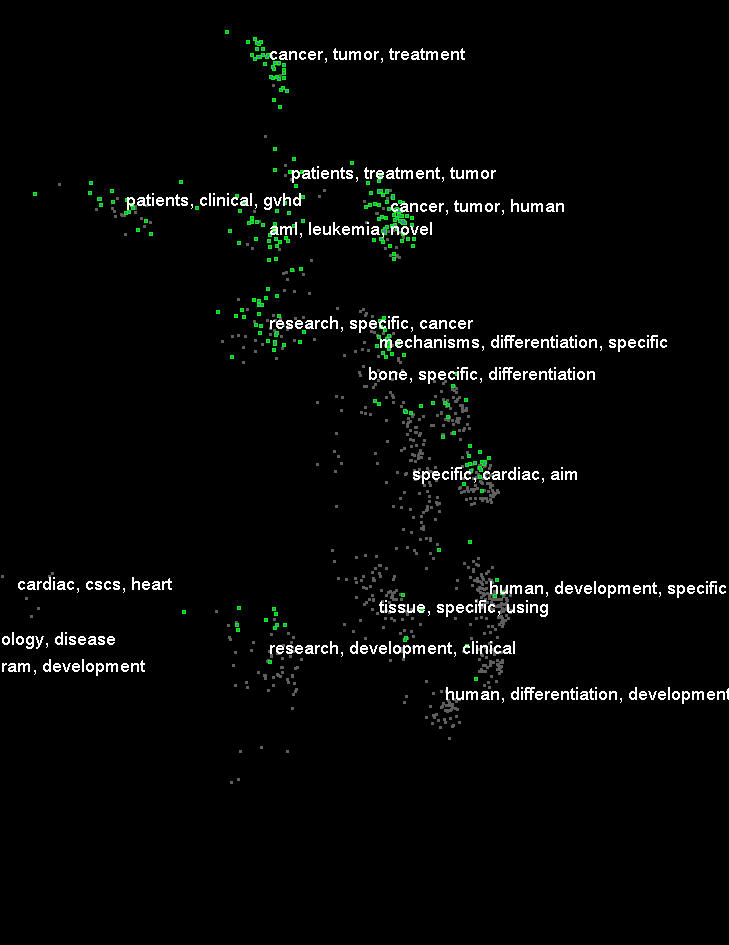 cancer, tumor, treatment
patients, treatment, tumor
patients, clinical, gvhd
cancer, tumor, human
aml, leukemia, novel
research, specific, cancer
mechanisms, differentiation, specific
bone, specific, differentiation
specific, cardiac, aim
cardiac, cscs, heart
human, development, specific
tissue, specific, using
ology, disease
research, development, clinical
ram, development
human, differentiation, development